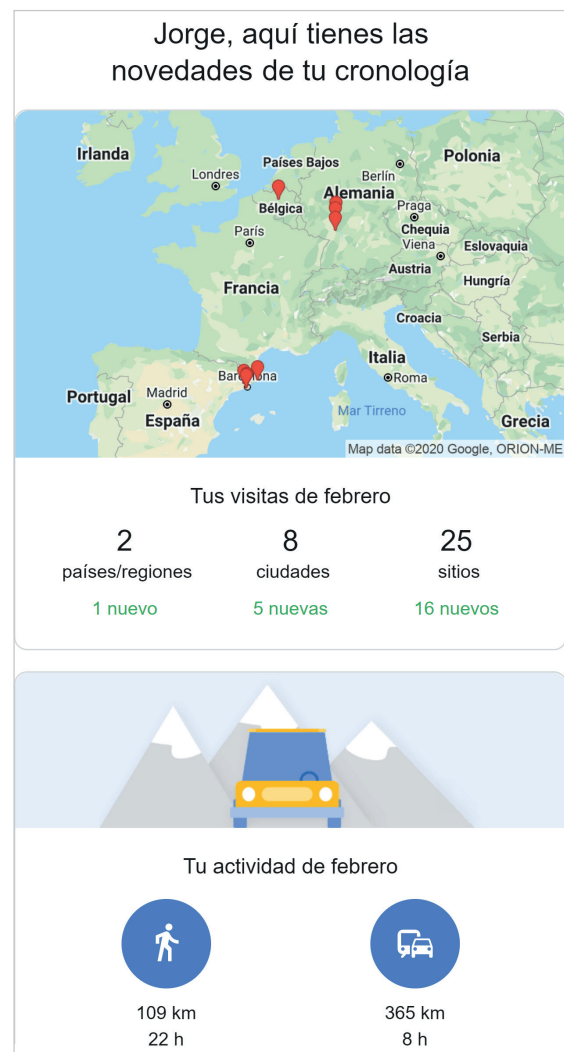 Jorge, aquí tienes las
novedades de tu cronología
Irlanda
Londres
Países Bajos
Berlín
Polonia
Bélgica
Alemania
París
Praga
Chequia
Viena
Eslovaquia
Austria
Hungría
Francia
Croacia
Serbia
Italia
Roma
Barcelona
Portugal
Madrid
España
Mar Tirreno
Grecia
Map data ©2020 Google, ORION-ME
Tus visitas de febrero
2 8 25
países/regiones ciudades sitios
1 nuevo 5 nuevas 16 nuevos
Tu actividad de febrero
109 km 365 km
22 h 8 h